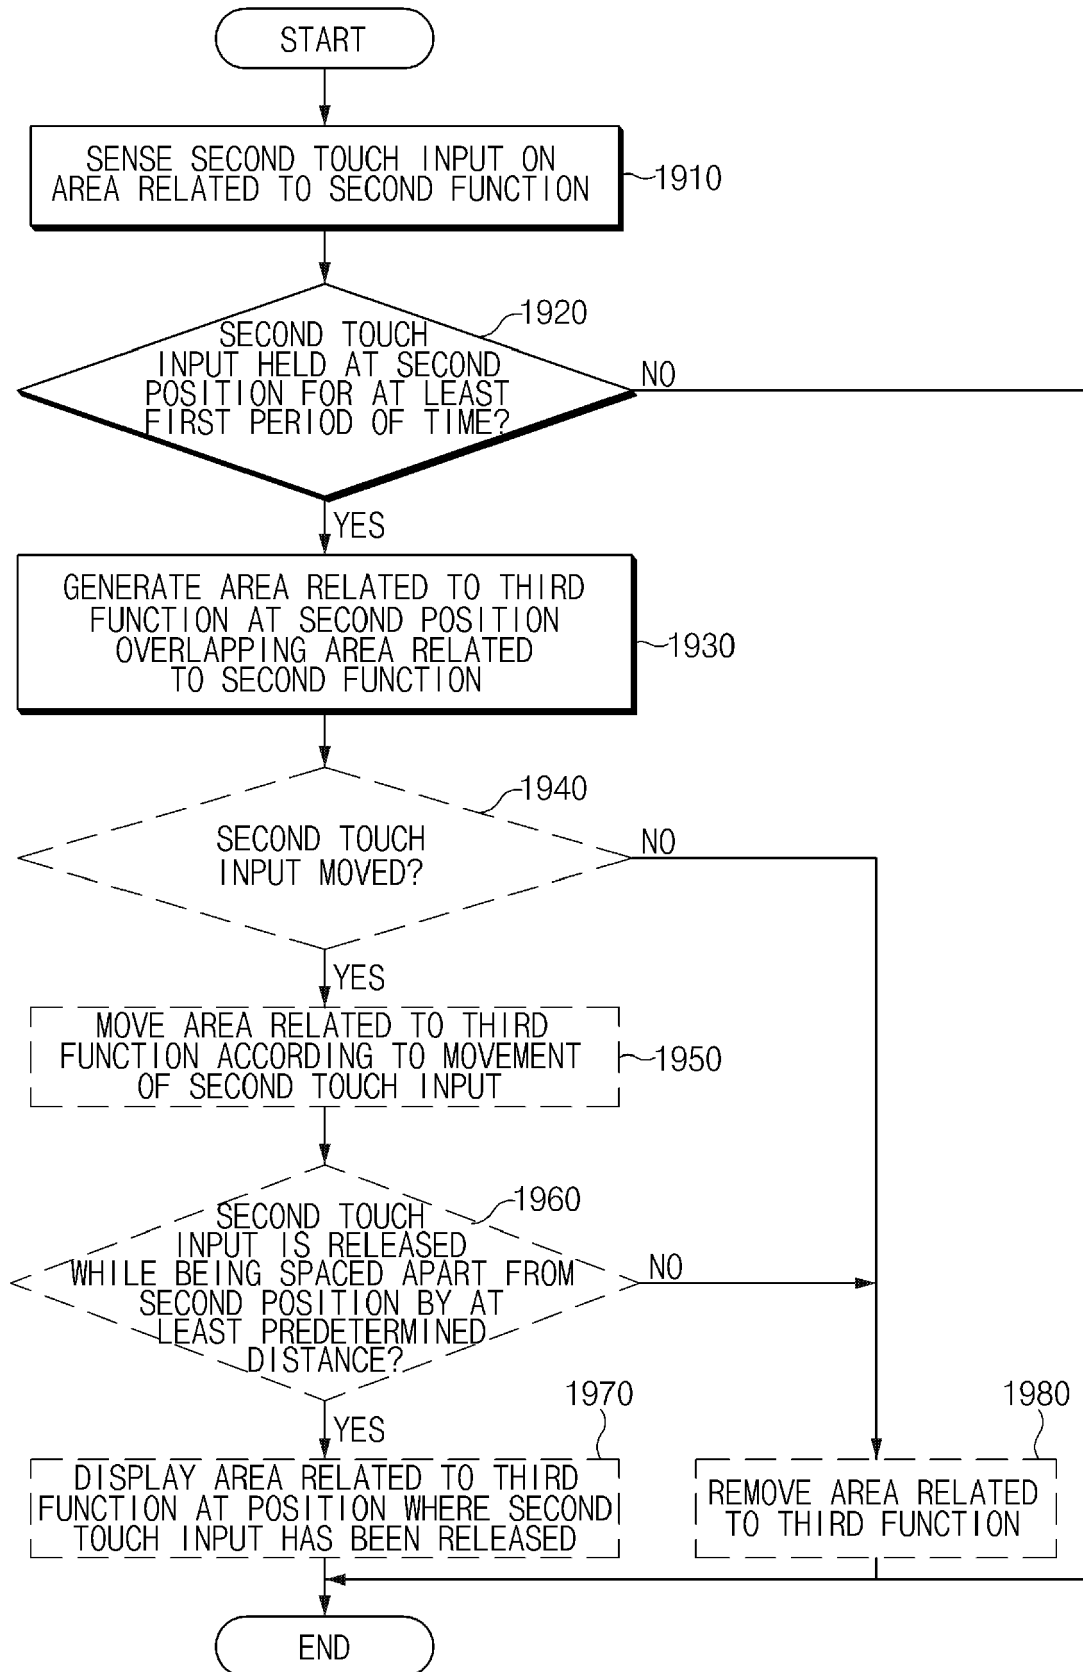 START
SENSE SECOND TOUCH INPUT ON
AREA RELATED TO SECOND FUNCTION
1910
1920
SECOND TOUCH
INPUT HELD AT SECOND
POSITION FOR AT LEAST
FIRST PERIOD OF TIME?
NO
YES
GENERATE AREA RELATED TO THIRD
FUNCTION AT SECOND POSITION
OVERLAPPING AREA RELATED
TO SECOND FUNCTION
1930
1940
SECOND TOUCH
INPUT MOVED?
NO
YES
MOVE AREA RELATED TO THIRD
FUNCTION ACCORDING TO MOVEMENT
OF SECOND TOUCH INPUT
1950
1960
SECOND TOUCH
INPUT IS RELEASED
WHILE BEING SPACED APART FROM
SECOND POSITION BY AT
LEAST PREDETERMINED
DISTANCE?
NO
YES
1970
DISPLAY AREA RELATED TO THIRD
FUNCTION AT POSITION WHERE SECOND
TOUCH INPUT HAS BEEN RELEASED
1980
REMOVE AREA RELATED
TO THIRD FUNCTION
END